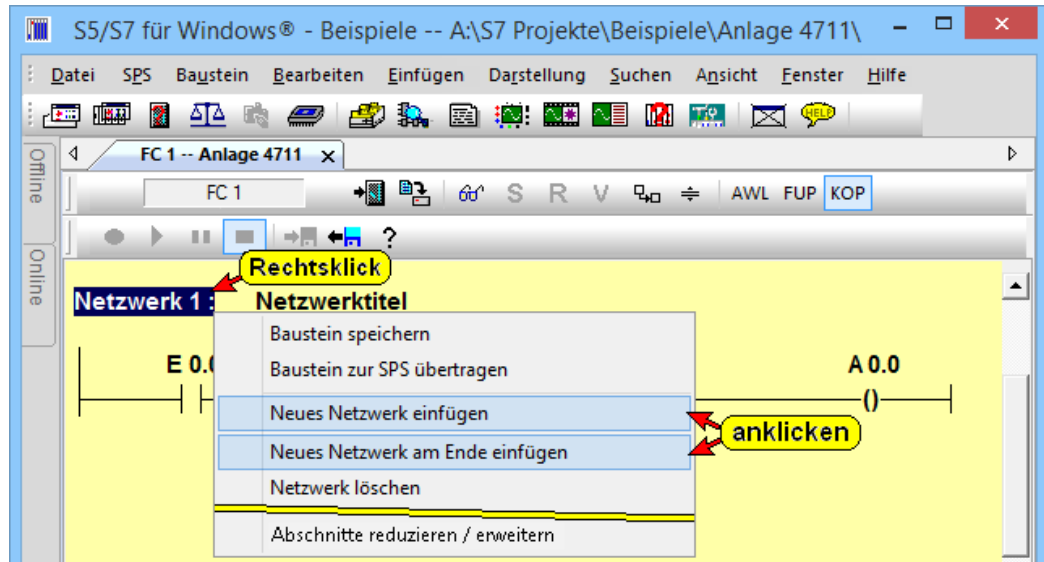 S5/S7 für Windows® - Beispiele -- A:\S7 Projekte\Beispiele\Anlage 4711\
Datei SPS Baustein Bearbeiten Einfügen Darstellung Suchen Ansicht Fenster Hilfe
HELP
Offline
FC 1 -- Anlage 4711 x
FC 1 S R V AWL FUP KOP
?
Online
Rechtsklick
Netzwerk 1 : Netzwerktitel
Baustein speichern
E 0.0
Baustein zur SPS übertragen
A 0.0
( )
Neues Netzwerk einfügen
anklicken
Neues Netzwerk am Ende einfügen
Netzwerk löschen
Abschnitte reduzieren / erweitern